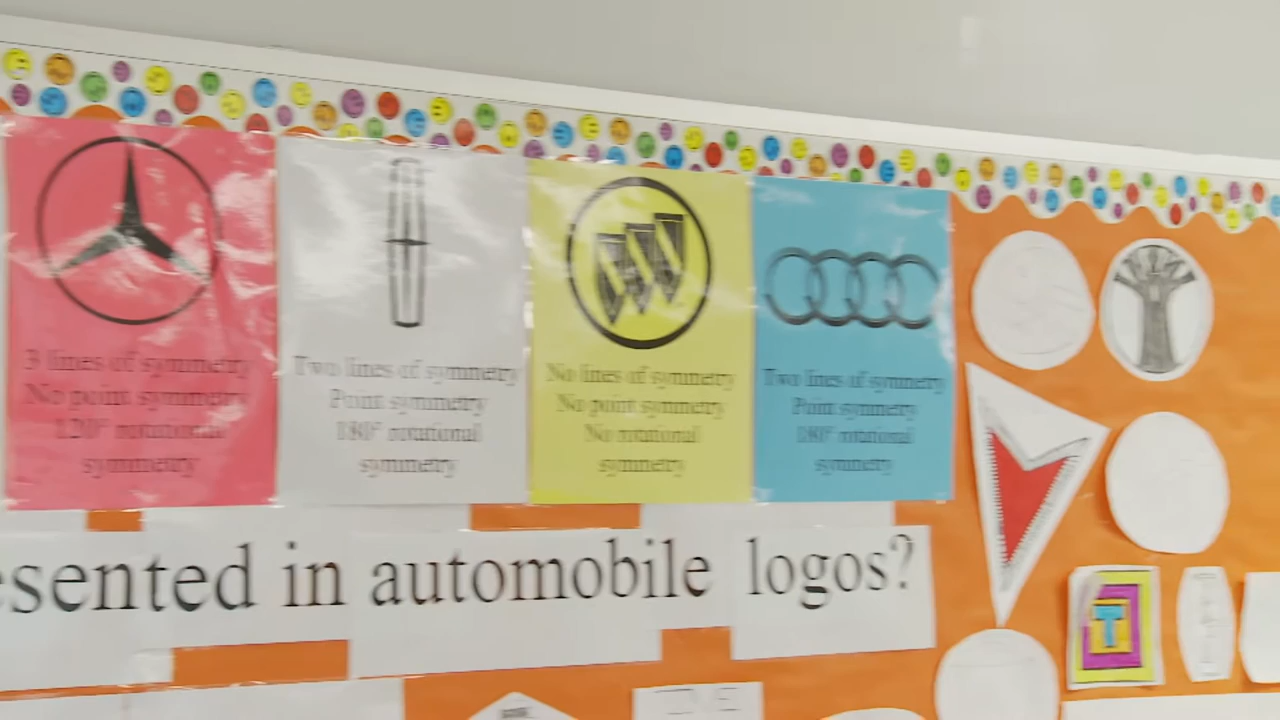 3 lines of symmetry
No point symmetry
120° rotational
symmetry
Two lines of symmetry
Point symmetry
180° rotational
symmetry
No lines of symmetry
No point symmetry
No rotational
symmetry
Two lines of symmetry
Point symmetry
180° rotational
symmetry
esented in automobile logos?
T